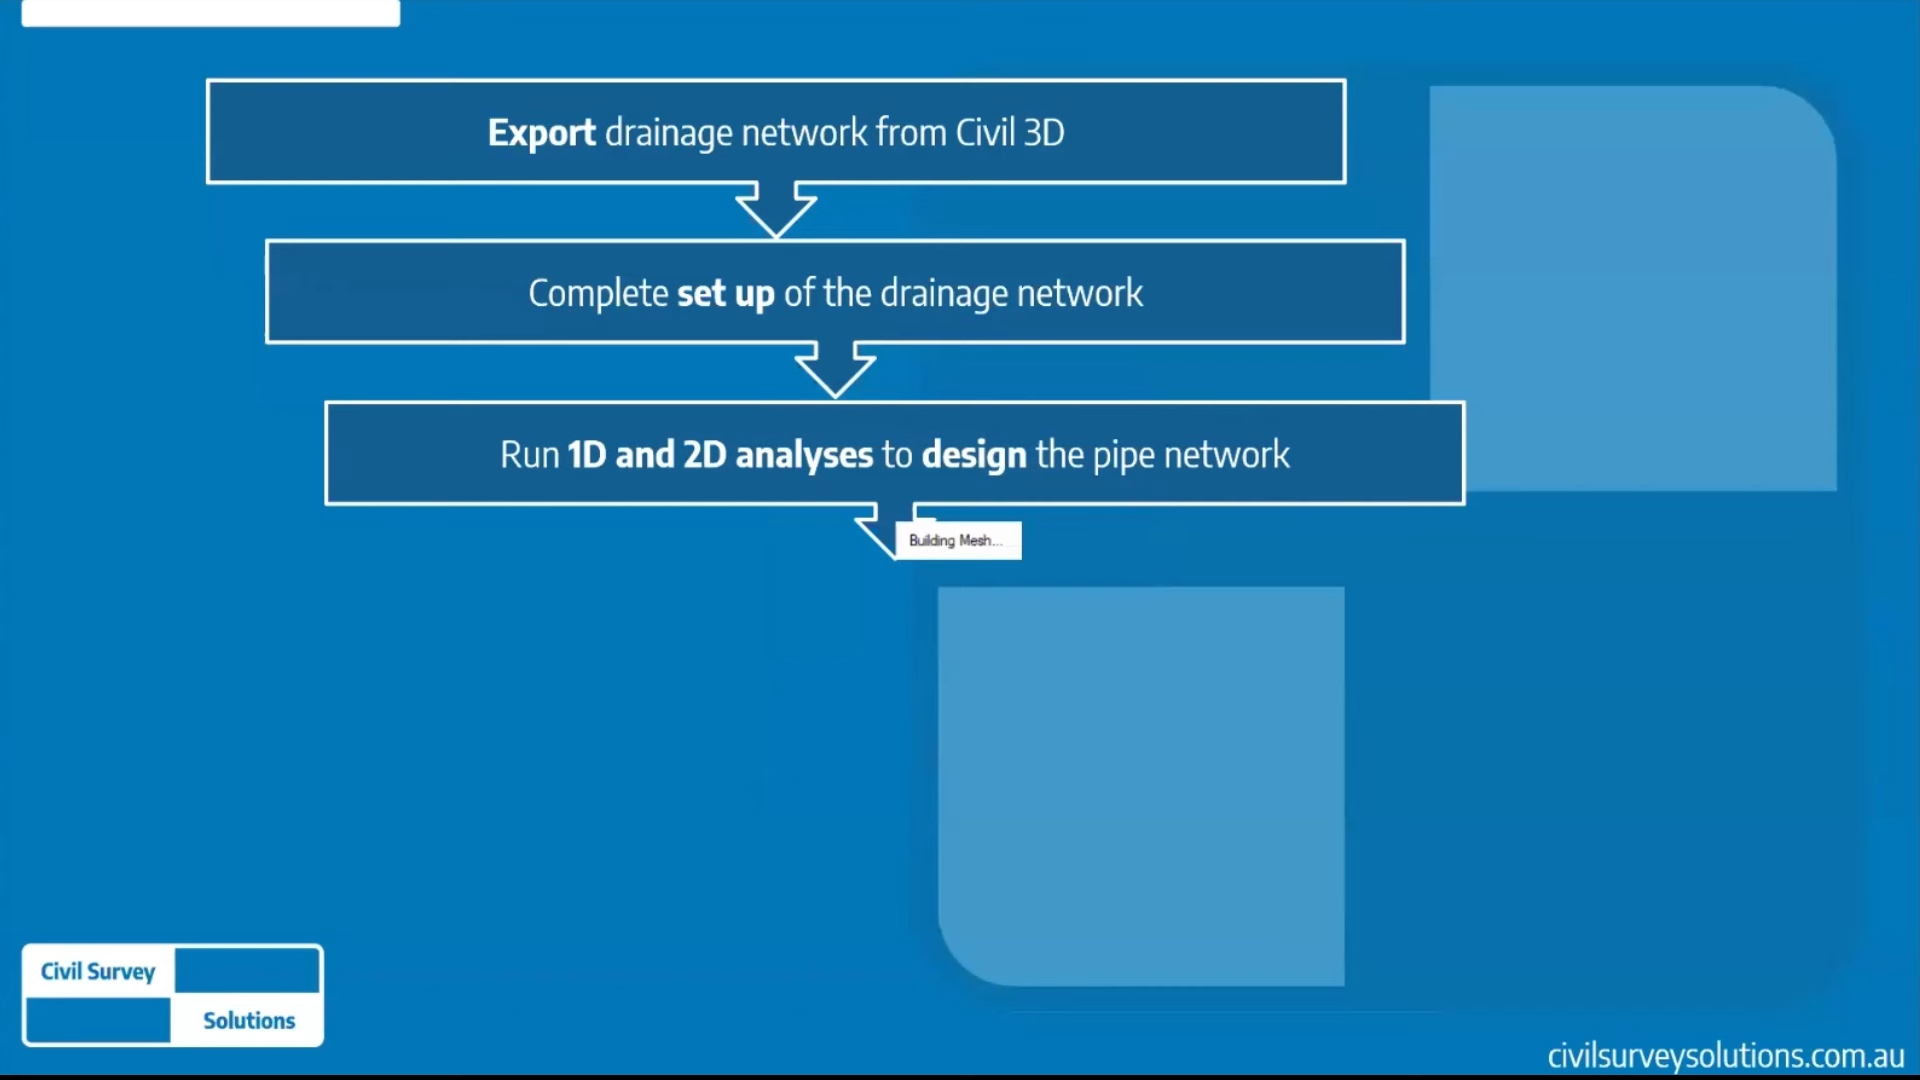 Export drainage network from Civil 3D
Complete set up of the drainage network
Run 1D and 2D analyses to design the pipe network
Building Mesh...
Civil Survey
Solutions
civilsurveysolutions.com.au